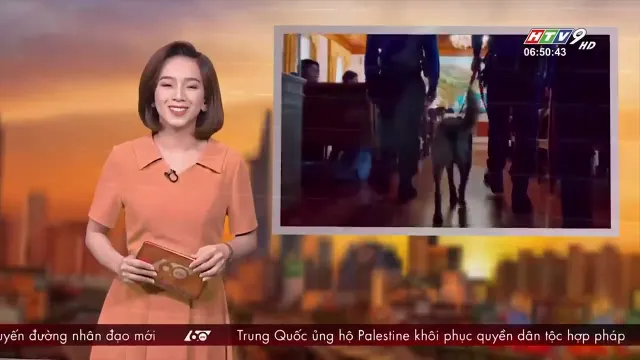 HTV9 HD
06:50:43
uyến đường nhân đạo mới 60 Trung Quốc ủng hộ Palestine khôi phục quyền dân tộc hợp pháp